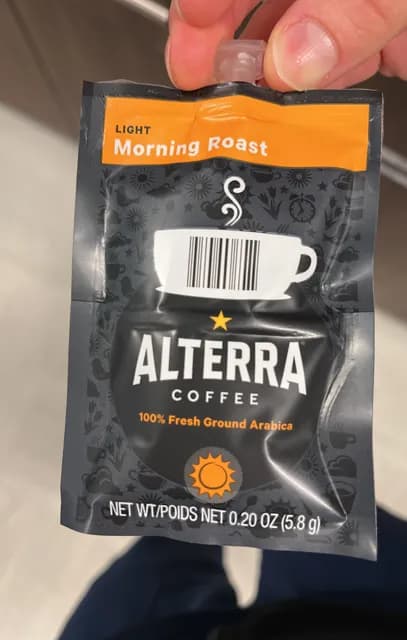 LIGHT
Morning Roast
ALTERRA
COFFEE
100% Fresh Ground Arabica
NET WT/POIDS NET 0.20 OZ (5.8 g)